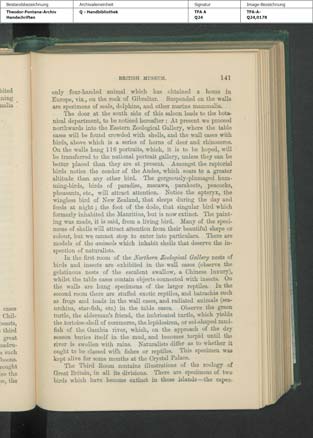 Bestandsbezeichnung
Archivaleneinheit
Signatur
Image-Bezeichnung
Theodor-Fontane-Archiv
Handschriften
Q - Handbibliothek
TFA A
Q24
TFA-A-
Q24,0178
BRITISH MUSEUM. 141
only four-handed animal which has obtained a home in
Europe, viz., on the rock of Gibraltar. Suspended on the walls
are specimens of seals, dolphins, and other marine mammalia.
The door at the south side of this saloon leads to the bota-
nical department, to be noticed hereafter: At present we proceed
northwards into the Eastern Zoological Gallery, where the table
cases will be found crowded with shells, and the wall cases with
birds, above which is a series of horns of deer and rhinoceros.
On the walls hang 116 portraits, which, it is to be hoped, will
be transferred to the national portrait gallery, unless they can be
better placed than they are at present. Amongst the raptorial
birds notice the condor of the Andes, which soars to a greater
altitude than any other bird. The gorgeously-plumaged hum-
ming-birds, birds of paradise, macaws, parakeets, peacocks,
pheasants, etc., will attract attention. Notice the apteryx, the
wingless bird of New Zealand, that sleeps during the day and
feeds at night; the foot of the dodo, that singular bird which
formerly inhabited the Mauritius, but is now extinct. The paint-
ing was made, it is said, from a living bird. Many of the speci-
mens of shells will attract attention from their beautiful shape or
colour, but we cannot stop to enter into particulars. There are
models of the animals which inhabit shells that deserve the in-
spection of naturalists.
In the first room of the Northern Zoological Gallery nests of
birds and insects are exhibited in the wall cases (observe the
gelatinous nests of the esculent swallow, a Chinese luxury),
whilst the table cases contain objects connected with insects. On
the walls are hung specimens of the larger reptiles. In the
second room there are stuffed exotic reptiles, and batrachia such
as frogs and toads in the wall cases, and radiated animals (sea-
urchins, star-fish, etc.) in the table cases. Observe the green
turtle, the alderman's friend, the imbricated turtle, which yields
the tortoise-shell of commerce, the lepidosiren, or eel-shaped mud-
fish of the Gambia river, which, on the approach of the dry
season buries itself in the mud, and becomes torpid until the
river is swollen with rains. Naturalists differ as to whether it
ought to be classed with fishes or reptiles. This specimen was
kept alive for some months at the Crystal Palace.
The Third Room contains illustrations of the zoology of
Great Britain, in all its divisions. There are specimens of two
birds which have become extinct in these islands—the caper-